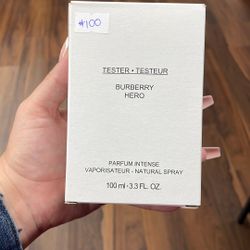 $100
TESTER • TESTEUR
BURBERRY
HERO
PARFUM INTENSE
VAPORISATEUR - NATURAL SPRAY
100 ml - 3.3 FL. OZ.